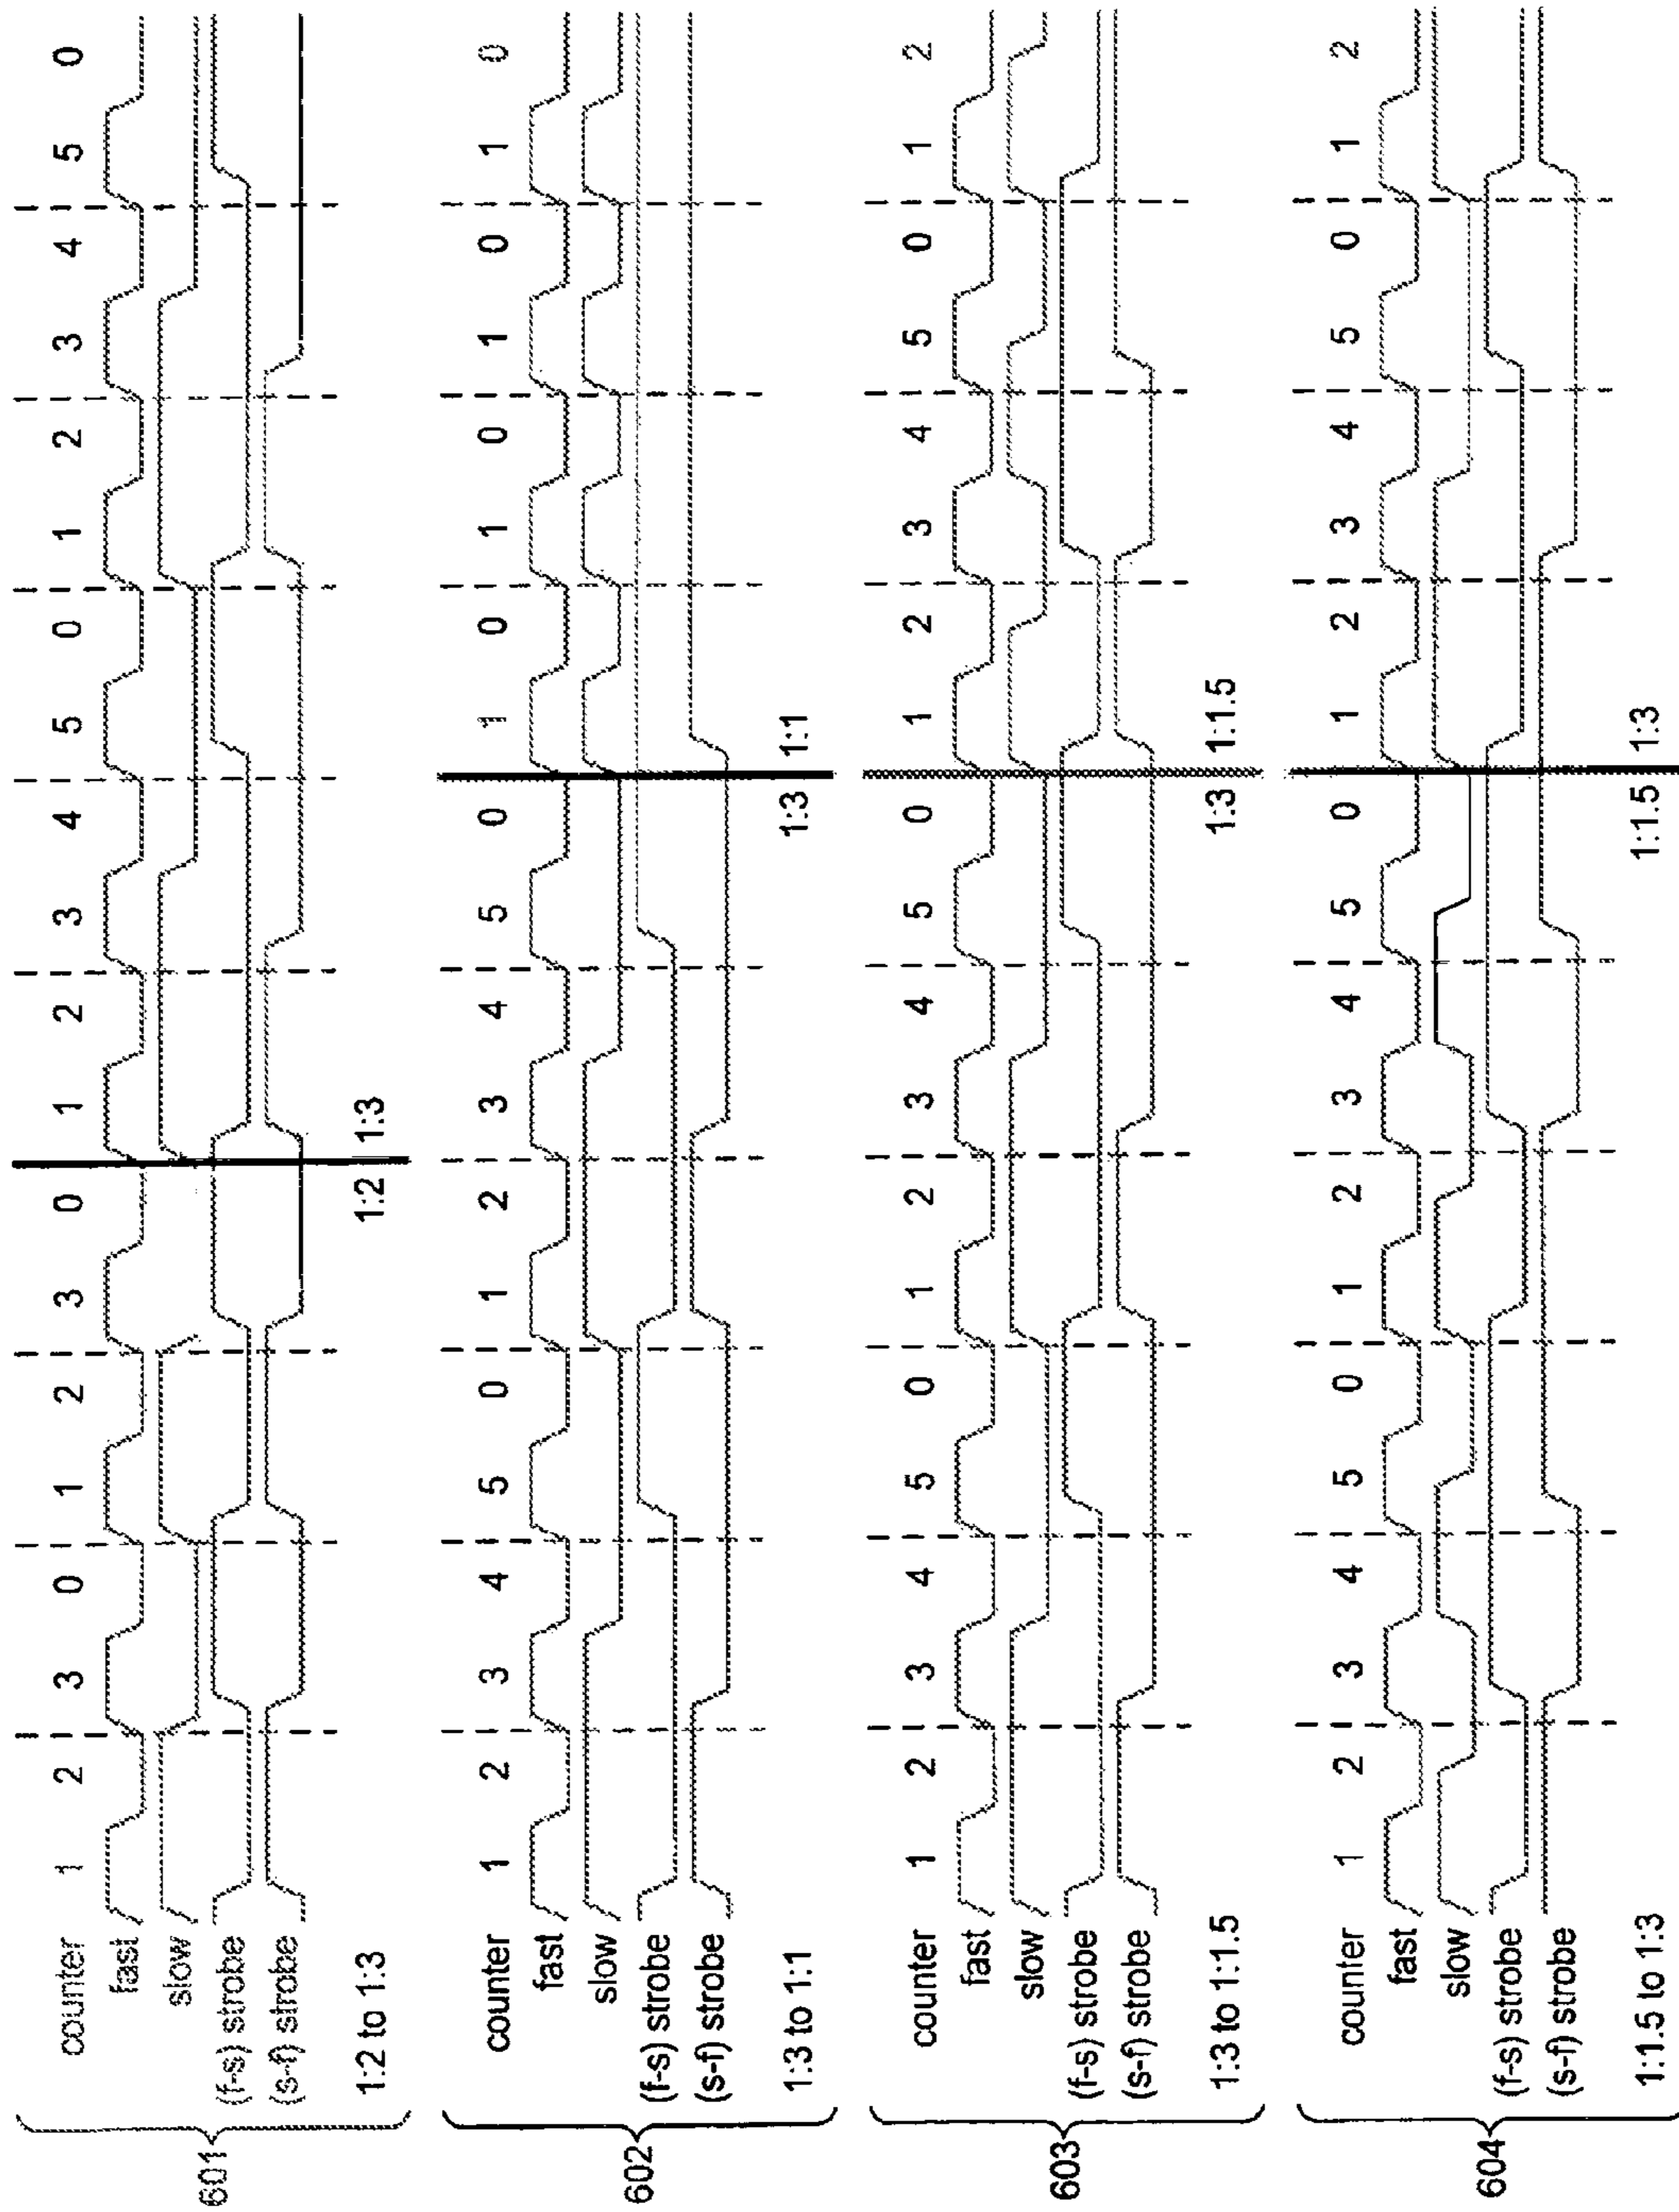 601
counter 1 2 3 0 1 2 3 0 1 2 3 4 5 0 1 2 3 4 5 0
fast
slow
(f-s) strobe
(s-f) strobe
1:2 to 1:3 1:2 1:3
602
counter 1 2 3 4 5 0 1 2 3 4 5 0 1 0 1 0 1 0 1 0
fast
slow
(f-s) strobe
(s-f) strobe
1:3 to 1:1 1:3 1:1
603
counter 1 2 3 4 5 0 1 2 3 4 5 0 1 2 3 4 5 0 1 2
fast
slow
(f-s) strobe
(s-f) strobe
1:3 to 1:1.5 1:3 1:1.5
604
counter 1 2 3 4 5 0 1 2 3 4 5 0 1 2 3 4 5 0 1 2
fast
slow
(f-s) strobe
(s-f) strobe
1:1.5 to 1:3 1:1.5 1:3